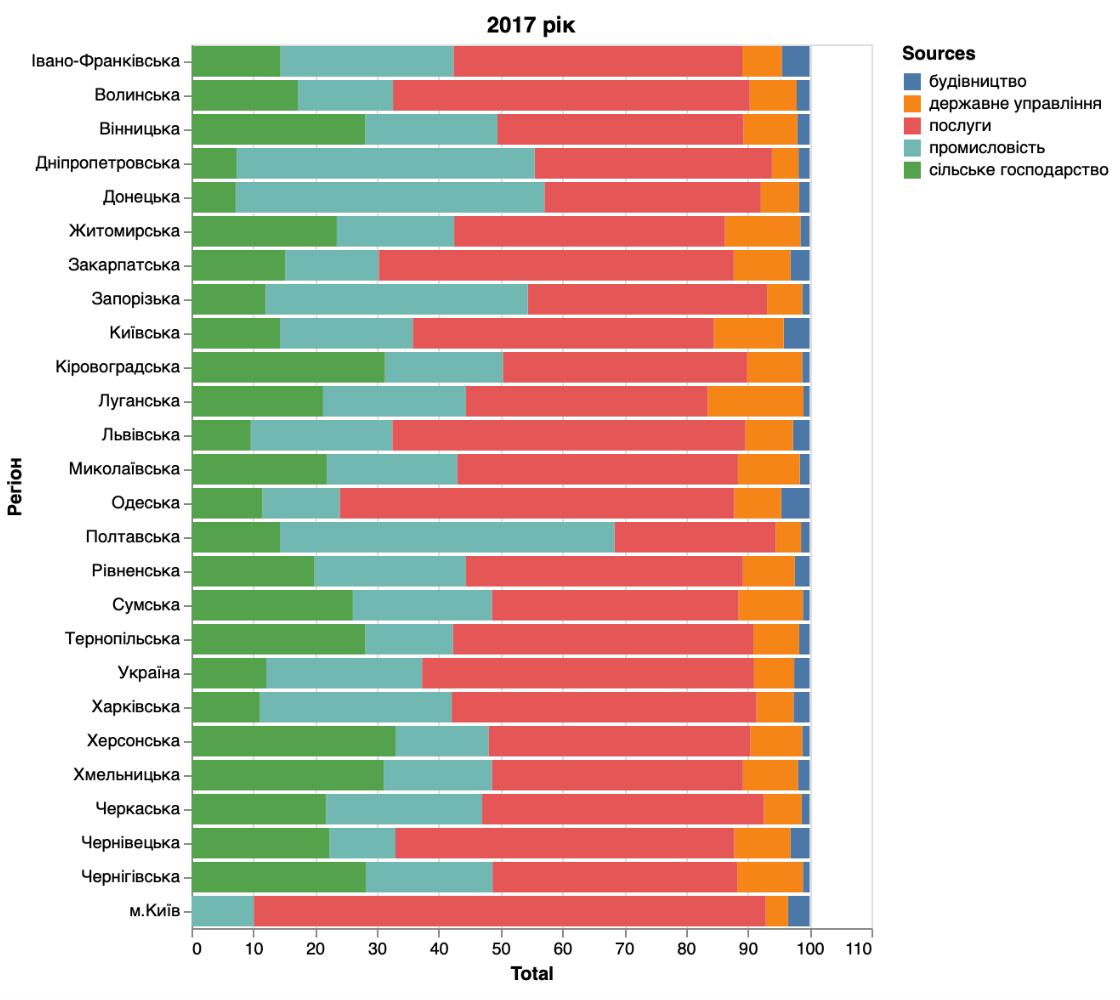 2017 рік
Івано-Франківська
Волинська
Вінницька
Дніпропетровська
Донецька
Житомирська
Закарпатська
Запорізька
Київська
Кіровоградська
Луганська
Львівська
Миколаївська
Одеська
Полтавська
Рівненська
Сумська
Тернопільська
Україна
Харківська
Херсонська
Хмельницька
Черкаська
Чернівецька
Чернігівська
м.Київ
Регіон
0 10 20 30 40 50 60 70 80 90 100 110
Total
Sources
будівництво
державне управління
послуги
промисловість
сільське господарство